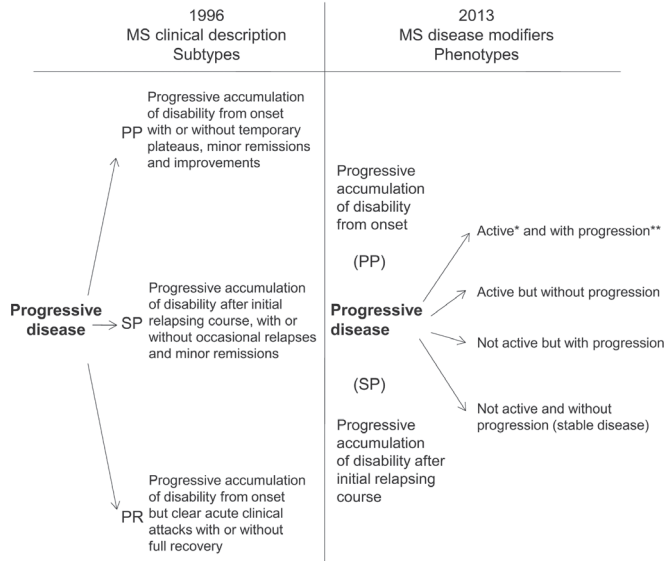 1996
MS clinical description
Subtypes
2013
MS disease modifiers
Phenotypes
Progressive
disease
PP
Progressive accumulation
of disability from onset
with or without temporary
plateaus, minor remissions
and improvements
SP
Progressive accumulation
of disability after initial
relapsing course, with or
without occasional relapses
and minor remissions
PR
Progressive accumulation
of disability from onset
but clear acute clinical
attacks with or without
full recovery
Progressive
accumulation
of disability
from onset
(PP)
Progressive
disease
(SP)
Progressive
accumulation
of disability after
initial relapsing
course
Active* and with progression**
Active but without progression
Not active but with progression
Not active and without
progression (stable disease)